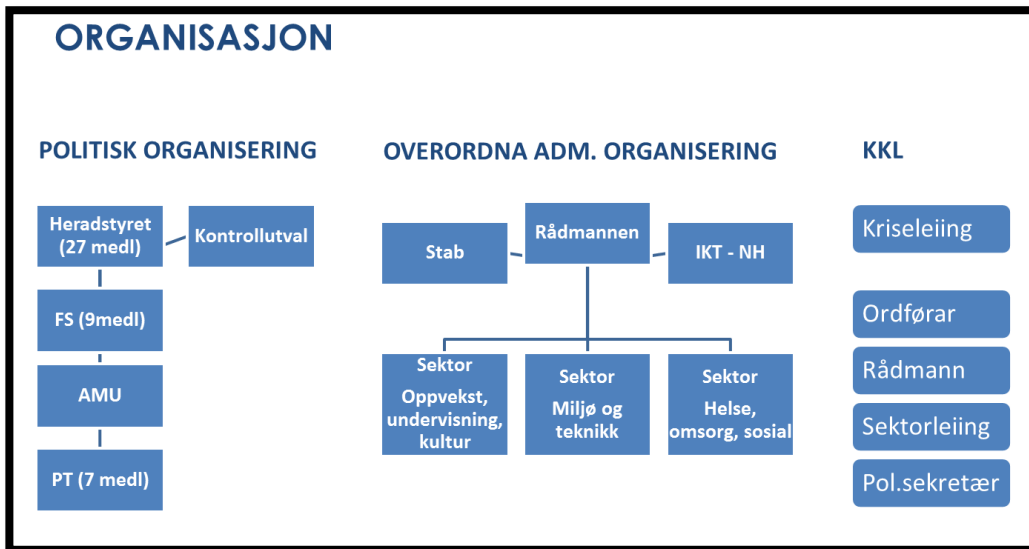 ORGANISASJON
POLITISK ORGANISERING
Heradstyret
(27 medl)
Kontrollutval
FS (9medl)
AMU
PT (7 medl)
OVERORDNA ADM. ORGANISERING
Rådmannen
Stab
IKT - NH
Sektor
Oppvekst,
undervisning,
kultur
Sektor
Miljø og
teknikk
Sektor
Helse,
omsorg, sosial
KKL
Kriseleiing
Ordførar
Rådmann
Sektorleiing
Pol.sekretær